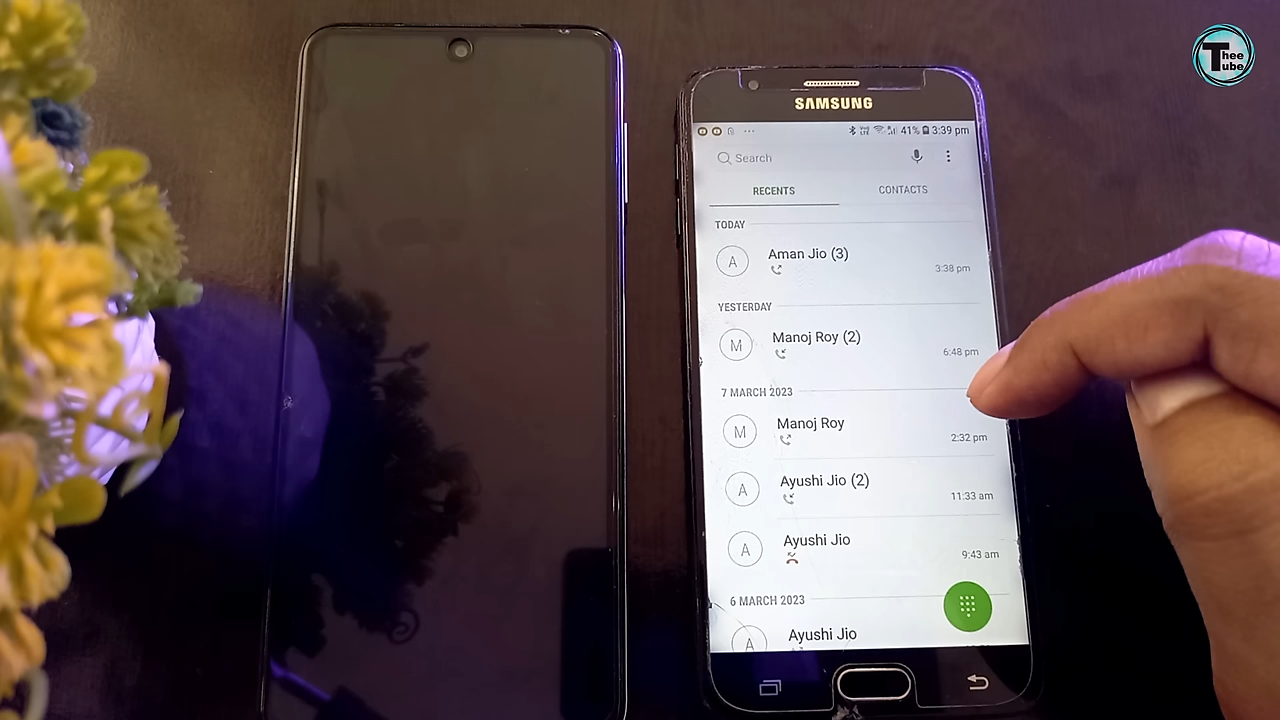 Thee
Tube
SAMSUNG
41% 3:39 pm
Search
RECENTS CONTACTS
TODAY
Aman Jio (3)
3:38 pm
YESTERDAY
Manoj Roy (2)
6:48 pm
7 MARCH 2023
Manoj Roy
2:32 pm
Ayushi Jio (2)
11:33 am
Ayushi Jio
9:43 am
6 MARCH 2023
Ayushi Jio
A
A
A
A
M
M